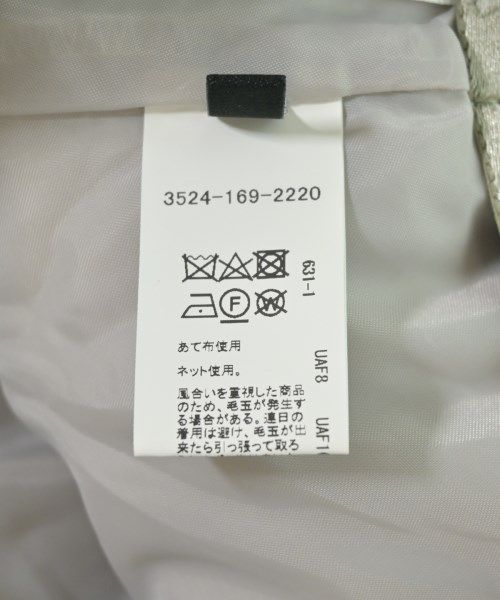 3524-169-2220
631-1
F W
あて布使用
ネット使用。
風合いを重視した商品
のため、毛玉が発生す
る場合がある。連日の
着用は避け、毛玉が出
来たら引っ張って取ろ
UAF8